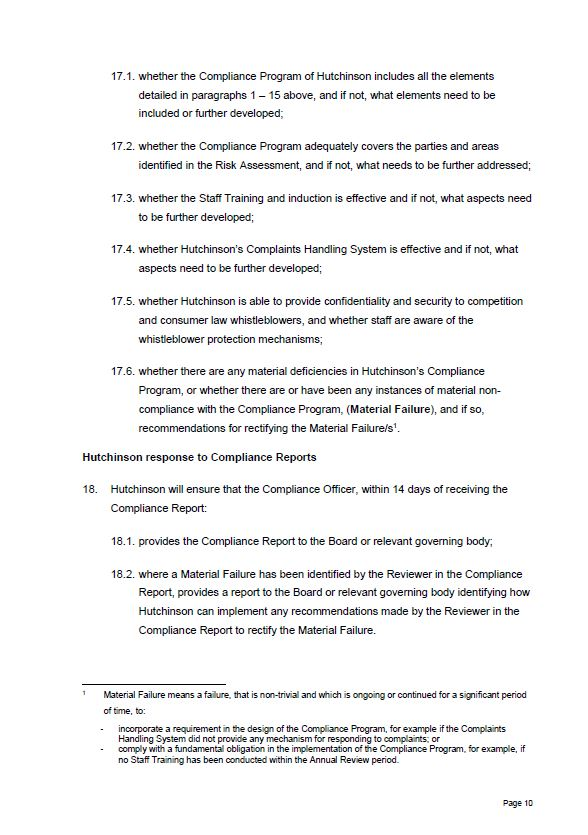 17.1. whether the Compliance Program of Hutchinson includes all the elements
detailed in paragraphs 1 – 15 above, and if not, what elements need to be
included or further developed;
17.2. whether the Compliance Program adequately covers the parties and areas
identified in the Risk Assessment, and if not, what needs to be further addressed;
17.3. whether the Staff Training and induction is effective and if not, what aspects need
to be further developed;
17.4. whether Hutchinson's Complaints Handling System is effective and if not, what
aspects need to be further developed;
17.5. whether Hutchinson is able to provide confidentiality and security to competition
and consumer law whistleblowers, and whether staff are aware of the
whistleblower protection mechanisms;
17.6. whether there are any material deficiencies in Hutchinson's Compliance
Program, or whether there are or have been any instances of material non-
compliance with the Compliance Program, (Material Failure), and if so,
recommendations for rectifying the Material Failure/s1.
Hutchinson response to Compliance Reports
18. Hutchinson will ensure that the Compliance Officer, within 14 days of receiving the
Compliance Report:
18.1. provides the Compliance Report to the Board or relevant governing body;
18.2. where a Material Failure has been identified by the Reviewer in the Compliance
Report, provides a report to the Board or relevant governing body identifying how
Hutchinson can implement any recommendations made by the Reviewer in the
Compliance Report to rectify the Material Failure.
1 Material Failure means a failure, that is non-trivial and which is ongoing or continued for a significant period
of time, to:
- incorporate a requirement in the design of the Compliance Program, for example if the Complaints
Handling System did not provide any mechanism for responding to complaints; or
- comply with a fundamental obligation in the implementation of the Compliance Program, for example, if
no Staff Training has been conducted within the Annual Review period.
Page 10